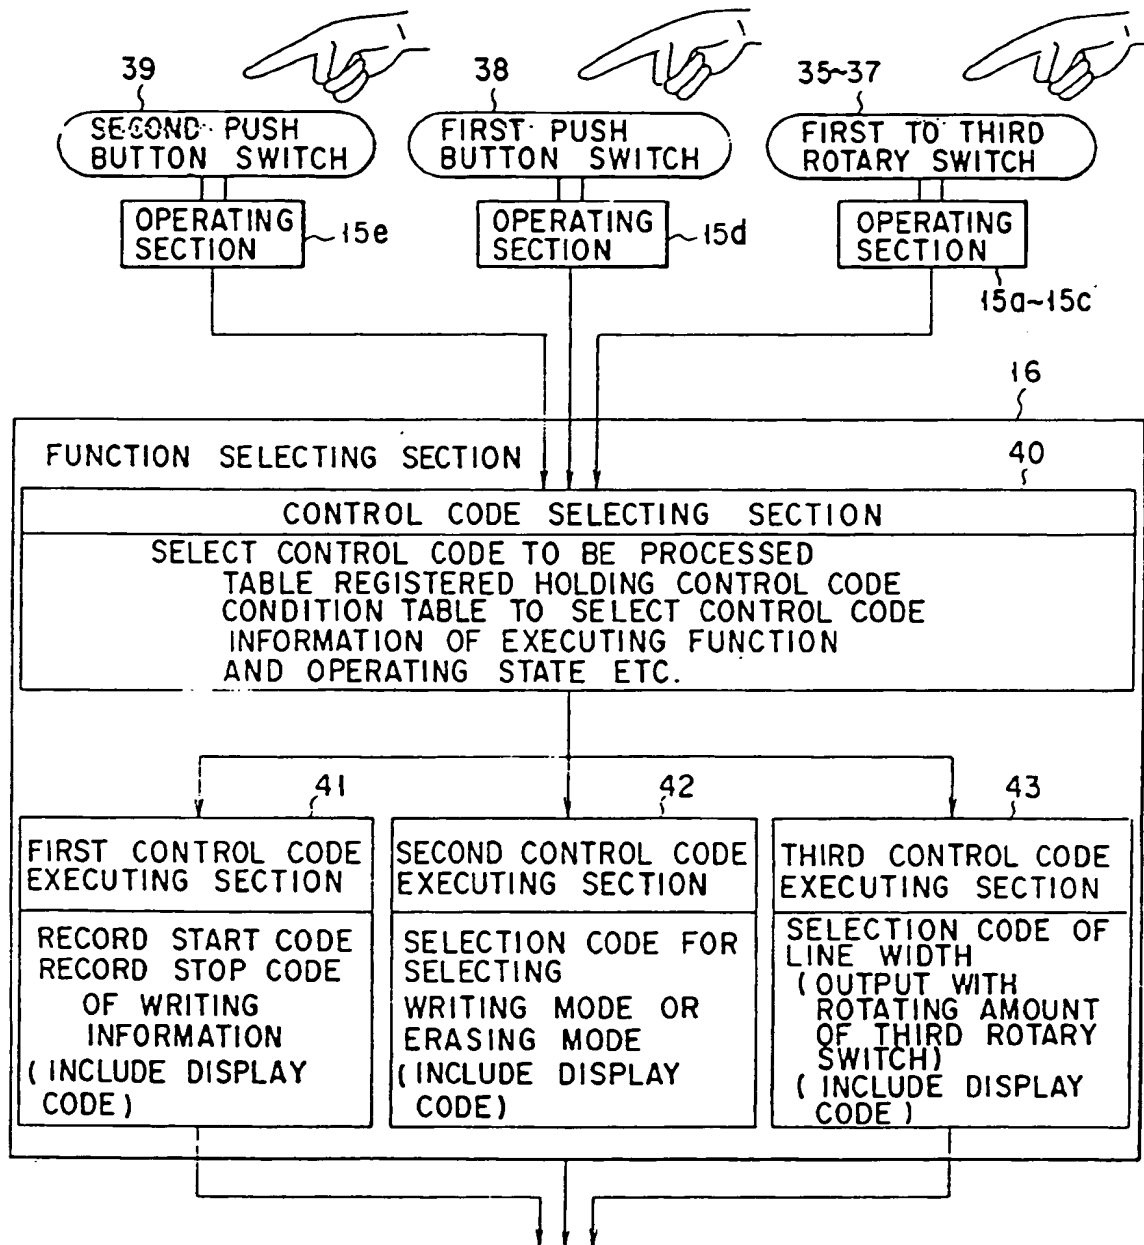 39
38
35~37
SECOND PUSH
BUTTON SWITCH
FIRST PUSH
BUTTON SWITCH
FIRST TO THIRD
ROTARY SWITCH
OPERATING
SECTION
15e
OPERATING
SECTION
15d
OPERATING
SECTION
15a~15c
16
FUNCTION SELECTING SECTION
40
CONTROL CODE SELECTING SECTION
SELECT CONTROL CODE TO BE PROCESSED
TABLE REGISTERED HOLDING CONTROL CODE
CONDITION TABLE TO SELECT CONTROL CODE
INFORMATION OF EXECUTING FUNCTION
AND OPERATING STATE ETC.
41
42
43
FIRST CONTROL CODE
EXECUTING SECTION
RECORD START CODE
RECORD STOP CODE
OF WRITING
INFORMATION
(INCLUDE DISPLAY
CODE)
SECOND CONTROL CODE
EXECUTING SECTION
SELECTION CODE FOR
SELECTING
WRITING MODE OR
ERASING MODE
(INCLUDE DISPLAY
CODE)
THIRD CONTROL CODE
EXECUTING SECTION
SELECTION CODE OF
LINE WIDTH
(OUTPUT WITH
ROTATING AMOUNT
OF THIRD ROTARY
SWITCH)
(INCLUDE DISPLAY
CODE)